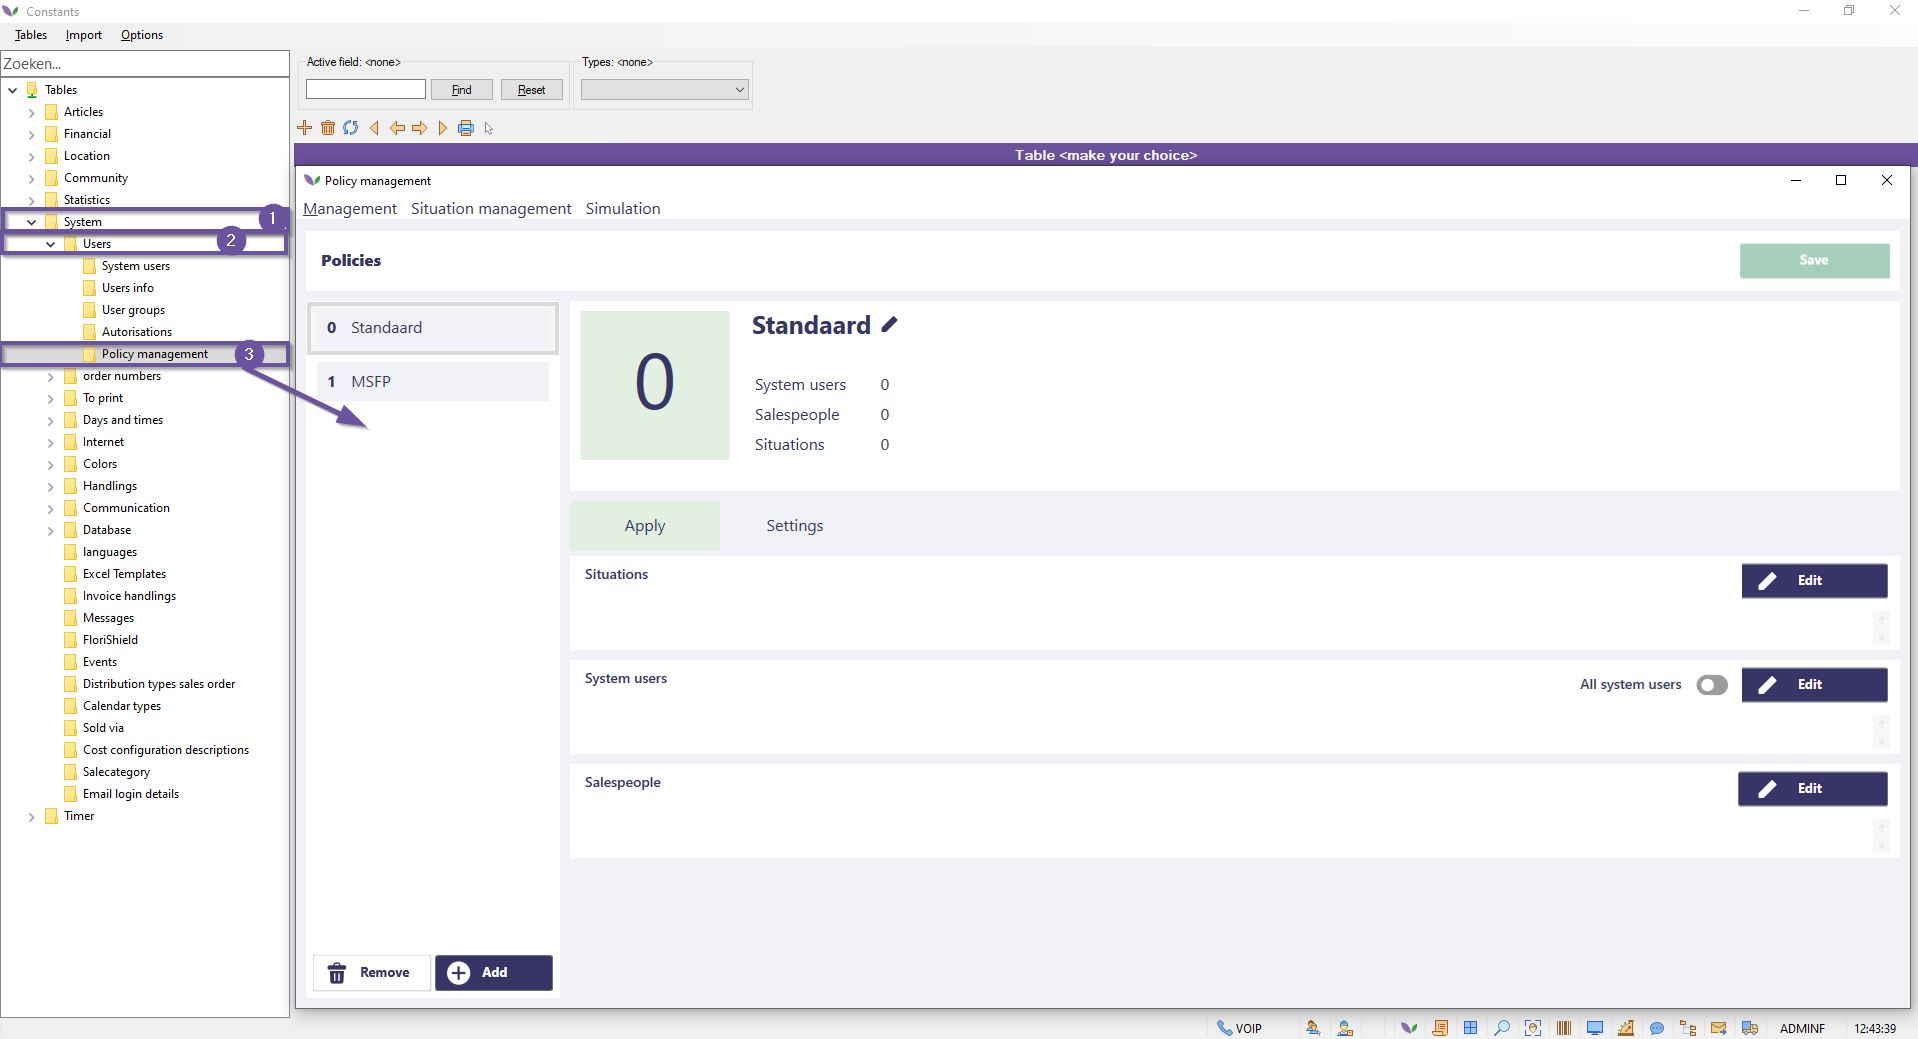 Constants
Tables Import Options
Zoeken...
Active field: <none>
Types: <none>
Find
Reset
Tables
Articles
Financial
Location
Community
Statistics
System 1
Users 2
System users
Users info
User groups
Autorisations
Policy management 3
order numbers
To print
Days and times
Internet
Colors
Handlings
Communication
Database
languages
Excel Templates
Invoice handlings
Messages
FloriShield
Events
Distribution types sales order
Calendar types
Sold via
Cost configuration descriptions
Salecategory
Email login details
Timer
Table <make your choice>
Policy management
Management Situation management Simulation
Policies
Save
0 Standaard
1 MSFP
Remove
Add
0
Standaard
System users 0
Salespeople 0
Situations 0
Apply
Settings
Situations
Edit
System users
All system users
Edit
Salespeople
Edit
VOIP
ADMINF
12:43:39